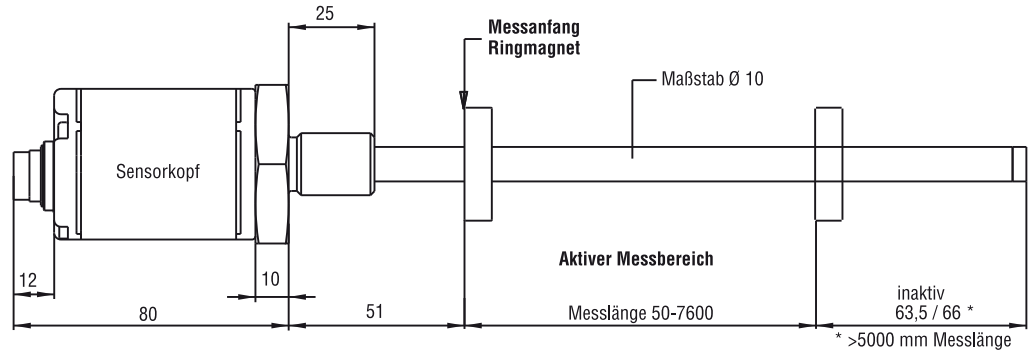 25
Messanfang
Ringmagnet
Maßstab Ø 10
Sensorkopf
Aktiver Messbereich
12
10
80
51
Messlänge 50-7600
inaktiv
63,5 / 66 *
* >5000 mm Messlänge